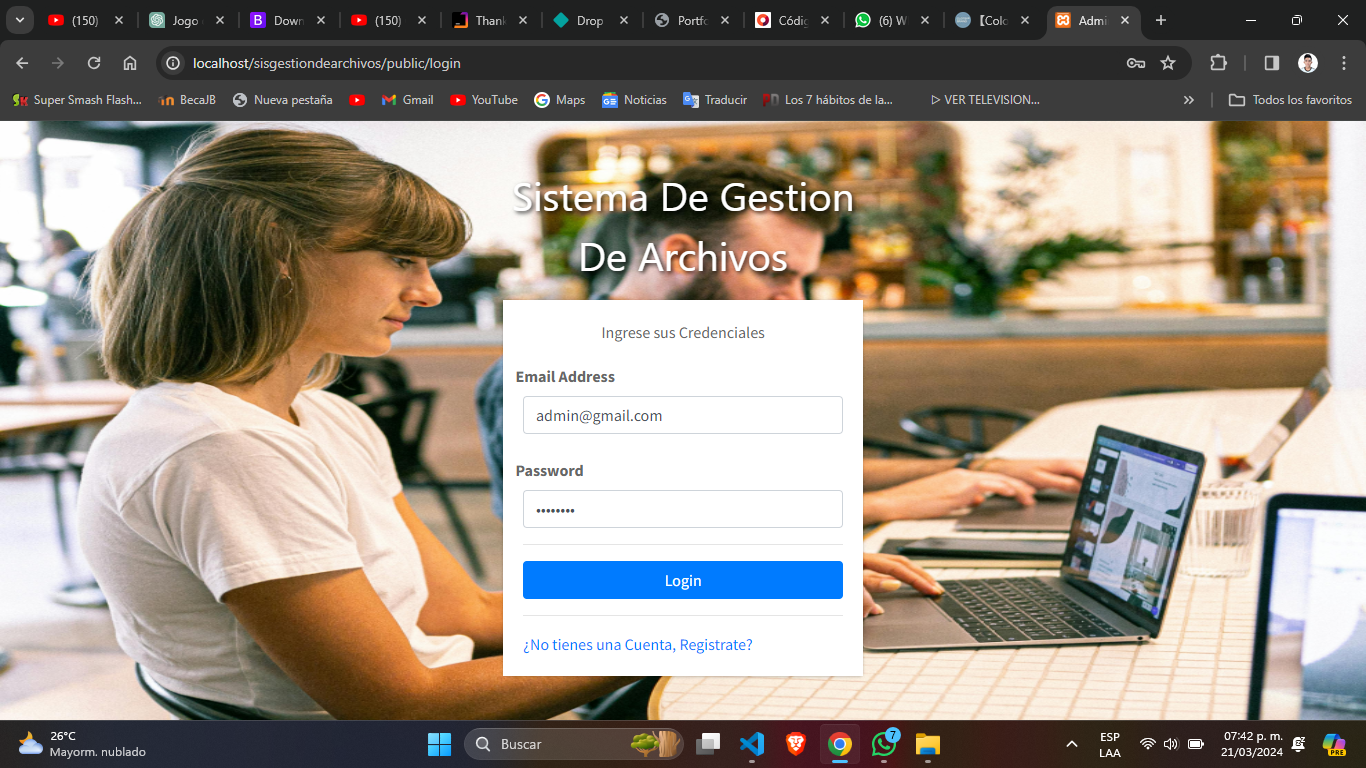 (150)
Jogo
Down
(150)
Thank
Drop
Portfo
Códig
(6) W
【Colo
Admi
localhost/sisgestiondearchivos/public/login
Super Smash Flash...
BecaJB
Nueva pestaña
Gmail
YouTube
Maps
Noticias
Traducir
Los 7 hábitos de la...
▷ VER TELEVISION...
»
Todos los favoritos
Sistema De Gestion
De Archivos
Ingrese sus Credenciales
Email Address
admin@gmail.com
Password
••••••••
Login
¿No tienes una Cuenta, Registrate?
26°C
Mayorm. nublado
Buscar
7
ESP
LAA
07:42 p. m.
21/03/2024
PRE